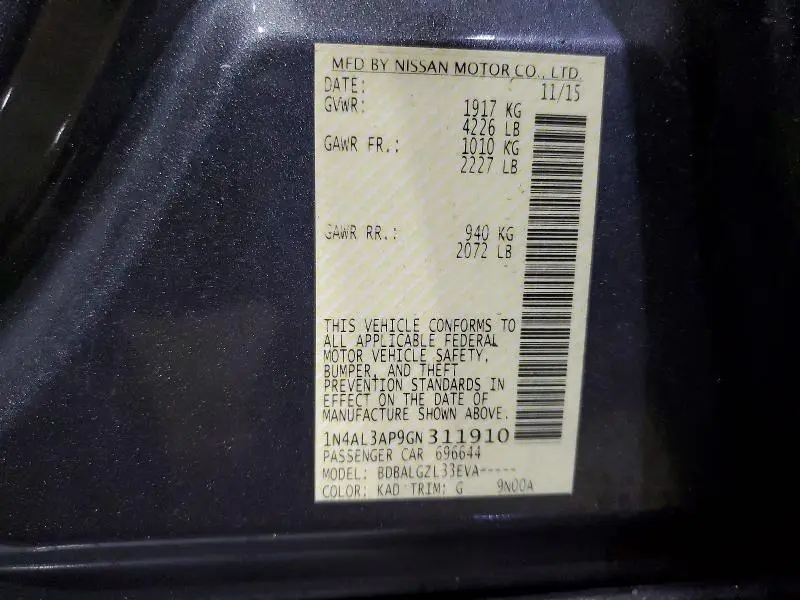 MFD BY NISSAN MOTOR CO., LTD.
DATE: 11/15
GVWR: 1917 KG
4226 LB
GAWR FR.: 1010 KG
2227 LB
GAWR RR.: 940 KG
2072 LB
THIS VEHICLE CONFORMS TO
ALL APPLICABLE FEDERAL
MOTOR VEHICLE SAFETY,
BUMPER, AND THEFT
PREVENTION STANDARDS IN
EFFECT ON THE DATE OF
MANUFACTURE SHOWN ABOVE.
1N4AL3AP9GN311910
PASSENGER CAR 696644
MODEL: BDBALGZL33EVA-----
COLOR: KAD TRIM: G 9N00A